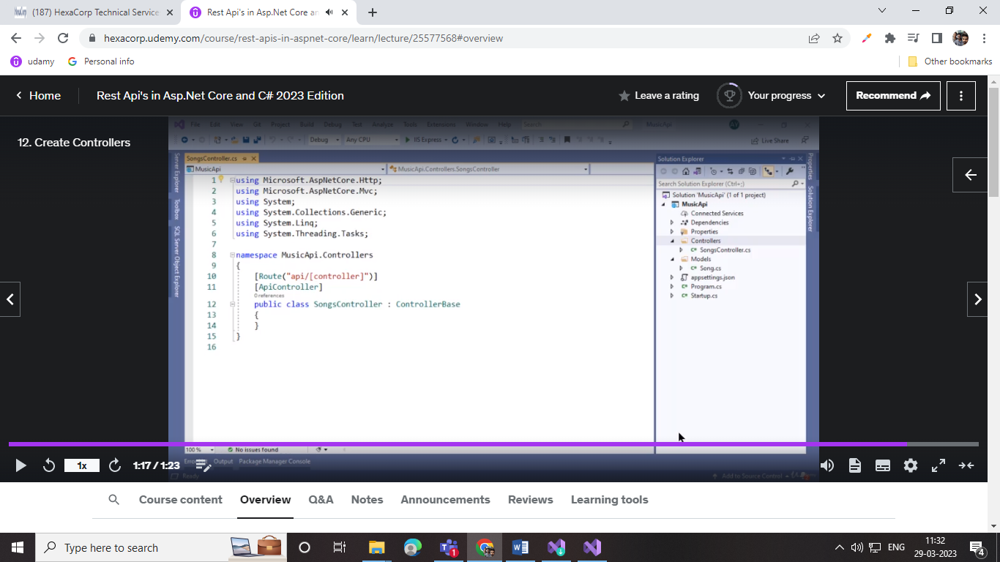 (187) HexaCorp Technical Service
Rest Api's in Asp.Net Core an
hexacorp.udemy.com/course/rest-apis-in-aspnet-core/learn/lecture/25577568#overview
udamy
Personal info
Other bookmarks
Home
Rest Api's in Asp.Net Core and C# 2023 Edition
Leave a rating
Your progress
Recommend
12. Create Controllers
File Edit View Git Project Build Debug Test Analyze Tools Extensions Window Help
Search
MusicApi
Debug
Any CPU
IIS Express
Live Share
Server Explorer
Toolbox
SQL Server Object Explorer
SongsController.cs
MusicApi
MusicApi.Controllers.SongsController
1 using Microsoft.AspNetCore.Http;
2 using Microsoft.AspNetCore.Mvc;
3 using System;
4 using System.Collections.Generic;
5 using System.Linq;
6 using System.Threading.Tasks;
7
8 namespace MusicApi.Controllers
9 {
10 [Route("api/[controller]")]
11 [ApiController]
0 references
12 public class SongsController : ControllerBase
13 {
14 }
15 }
16
100 %
No issues found
Solution Explorer
Search Solution Explorer (Ctrl+;)
Solution 'MusicApi' (1 of 1 project)
MusicApi
Connected Services
Dependencies
Properties
Controllers
SongsController.cs
Models
Song.cs
appsettings.json
Program.cs
Startup.cs
Properties
Solution Explorer
Output
Package Manager Console
Ready
Add to Source Control
1x
1:17 / 1:23
Course content
Overview
Q&A
Notes
Announcements
Reviews
Learning tools
Type here to search
1
ENG
11:32
29-03-2023
4